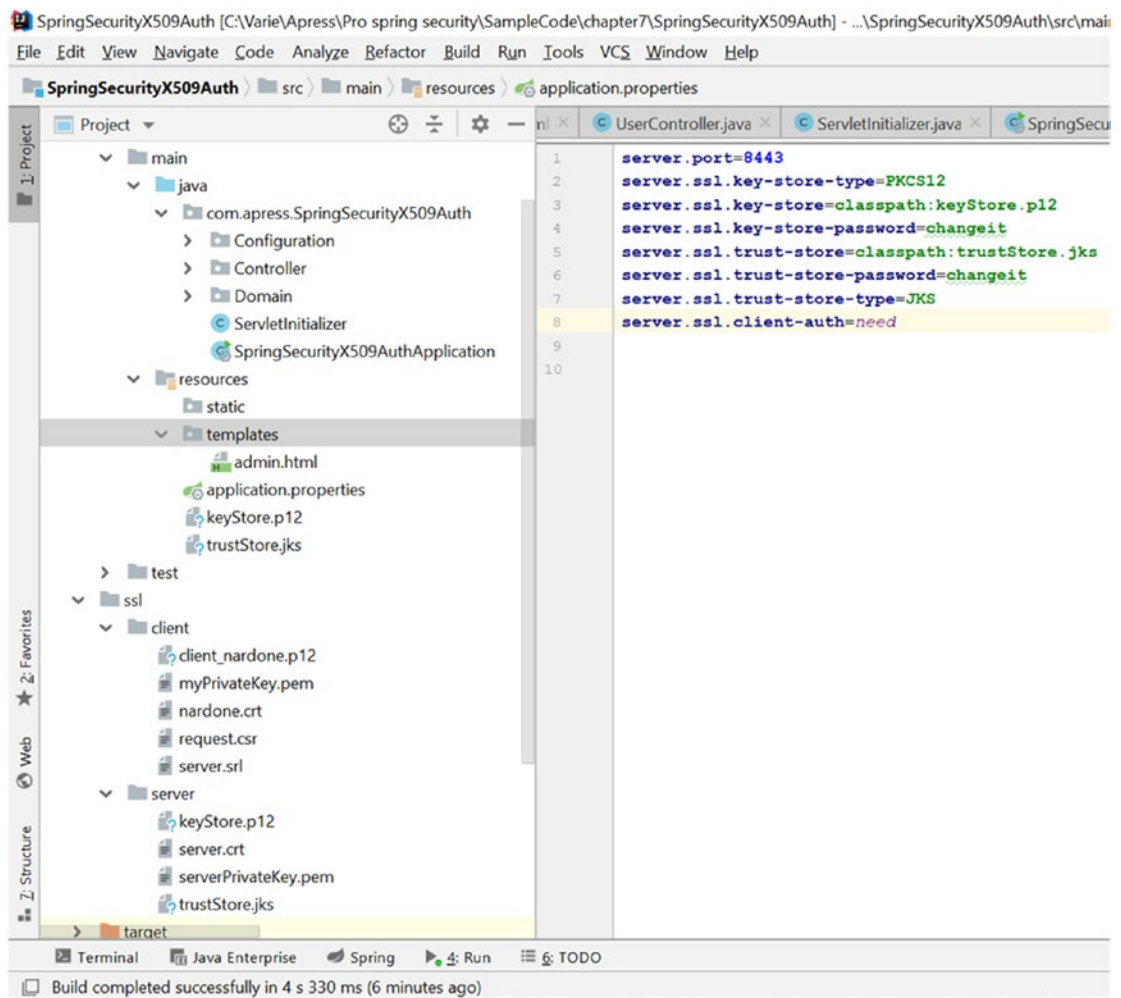 SpringSecurityX509Auth [C:\Varie\Apress\Pro spring security\SampleCode\chapter7\SpringSecurityX509Auth] - ...\SpringSecurityX509Auth\src\mai
File Edit View Navigate Code Analyze Refactor Build Run Tools VCS Window Help
SpringSecurityX509Auth src main resources application.properties
1: Project
Project
main
java
com.apress.SpringSecurityX509Auth
Configuration
Controller
Domain
ServletInitializer
SpringSecurityX509AuthApplication
resources
static
templates
admin.html
application.properties
keyStore.p12
trustStore.jks
test
ssl
client
client_nardone.p12
myPrivateKey.pem
nardone.crt
request.csr
server.srl
server
keyStore.p12
server.crt
serverPrivateKey.pem
trustStore.jks
target
2: Favorites
Web
Z: Structure
nl UserController.java ServletInitializer.java SpringSecu
1 server.port=8443
2 server.ssl.key-store-type=PKCS12
3 server.ssl.key-store=classpath:keyStore.p12
4 server.ssl.key-store-password=changeit
5 server.ssl.trust-store=classpath:trustStore.jks
6 server.ssl.trust-store-password=changeit
7 server.ssl.trust-store-type=JKS
8 server.ssl.client-auth=need
9
10
Terminal Java Enterprise Spring 4: Run 6: TODO
Build completed successfully in 4 s 330 ms (6 minutes ago)